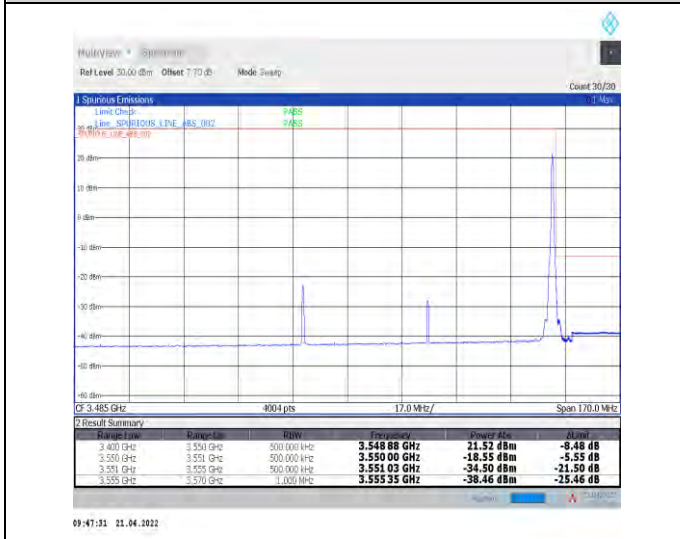 MultiView Spectrum
Ref Level 30.00 dBm Offset 7.70 dB Mode Sweep
Count 30/30
1 Spurious Emissions 1 Max
Limit Check PASS
Line _SPURIOUS_LINE_ABS_002 PASS
20 dBm
10 dBm
0 dBm
-10 dBm
-20 dBm
-30 dBm
-40 dBm
-50 dBm
-60 dBm
CF 3.485 GHz 4004 pts 17.0 MHz/ Span 170.0 MHz
2 Result Summary
Range Low Range Up RBW Frequency Power Abs ΔLimit
3.400 GHz 3.550 GHz 500.000 kHz 3.548 88 GHz 21.52 dBm -8.48 dB
3.550 GHz 3.551 GHz 500.000 kHz 3.550 00 GHz -18.55 dBm -5.55 dB
3.551 GHz 3.555 GHz 500.000 kHz 3.551 03 GHz -34.50 dBm -21.50 dB
3.555 GHz 3.570 GHz 1.000 MHz 3.555 35 GHz -38.46 dBm -25.46 dB
09:47:31 21.04.2022